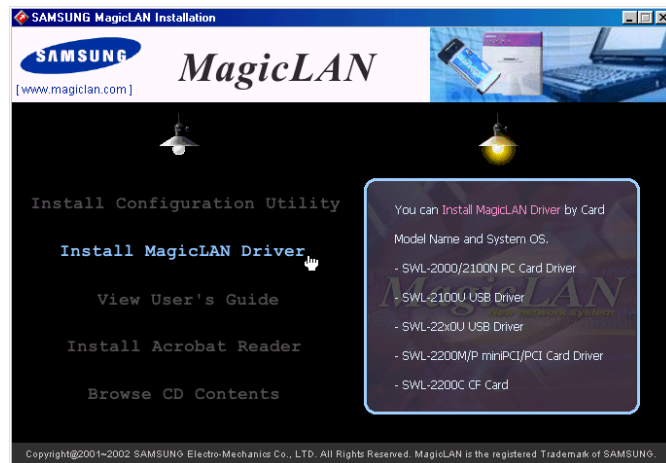 SAMSUNG MagicLAN Installation
SAMSUNG
MagicLAN
[ www.magiclan.com ]
Install Configuration Utility
Install MagicLAN Driver
View User's Guide
Install Acrobat Reader
Browse CD Contents
You can Install MagicLAN Driver by Card
Model Name and System OS.
- SWL-2000/2100N PC Card Driver
- SWL-2100U USB Driver
- SWL-22x0U USB Driver
- SWL-2200M/P miniPCI/PCI Card Driver
- SWL-2200C CF Card
MagicLAN
New network system
Copyright@2001~2002 SAMSUNG Electro-Mechanics Co., LTD. All Rights Reserved. MagicLAN is the registered Trademark of SAMSUNG.